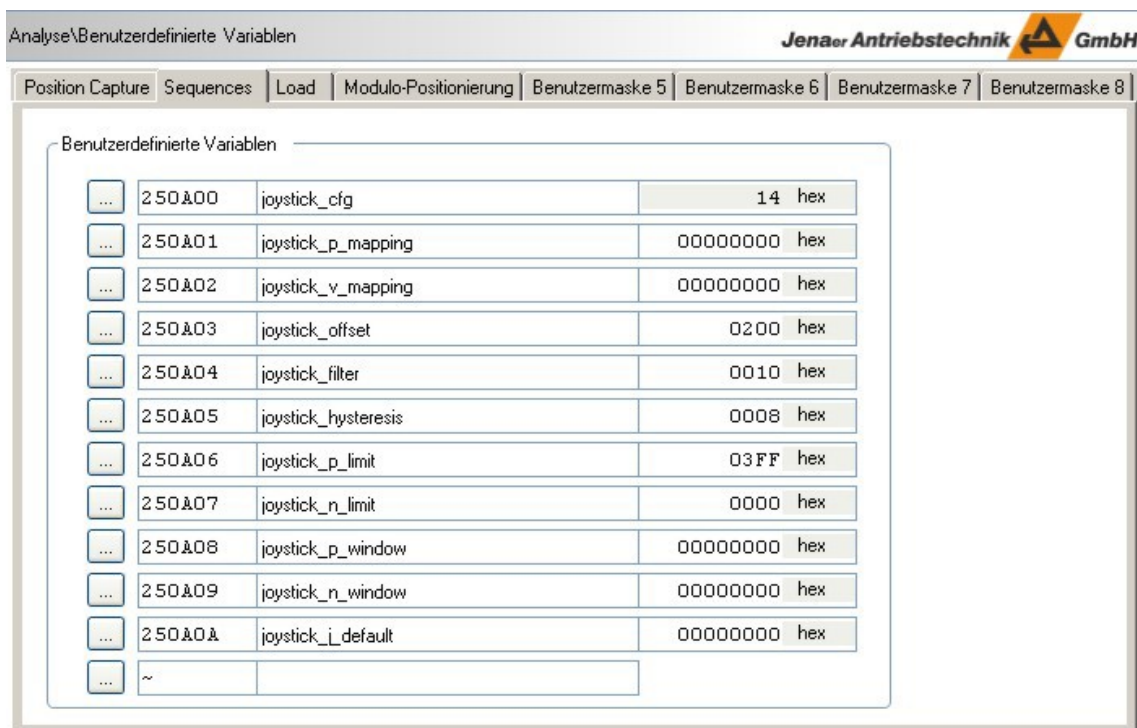 Analyse\Benutzerdefinierte Variablen
Jenaer Antriebstechnik GmbH
Position Capture Sequences Load Modulo-Positionierung Benutzermaske 5 Benutzermaske 6 Benutzermaske 7 Benutzermaske 8
Benutzerdefinierte Variablen
... 250A00 joystick_cfg 14 hex
... 250A01 joystick_p_mapping 00000000 hex
... 250A02 joystick_v_mapping 00000000 hex
... 250A03 joystick_offset 0200 hex
... 250A04 joystick_filter 0010 hex
... 250A05 joystick_hysteresis 0008 hex
... 250A06 joystick_p_limit 03FF hex
... 250A07 joystick_n_limit 0000 hex
... 250A08 joystick_p_window 00000000 hex
... 250A09 joystick_n_window 00000000 hex
... 250A0A joystick_j_default 00000000 hex
... ~